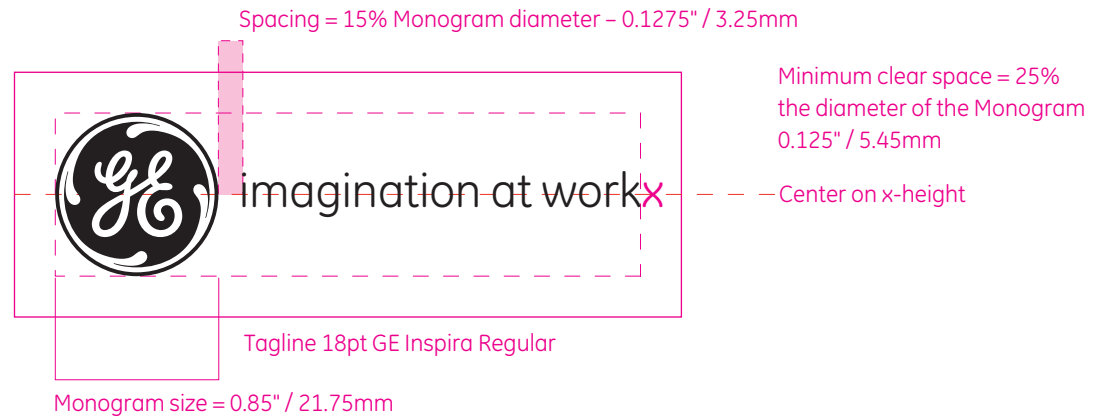 Spacing = 15% Monogram diameter – 0.1275" / 3.25mm
Minimum clear space = 25%
the diameter of the Monogram
0.125" / 5.45mm
GE
imagination at workx
Center on x-height
Tagline 18pt GE Inspira Regular
Monogram size = 0.85" / 21.75mm